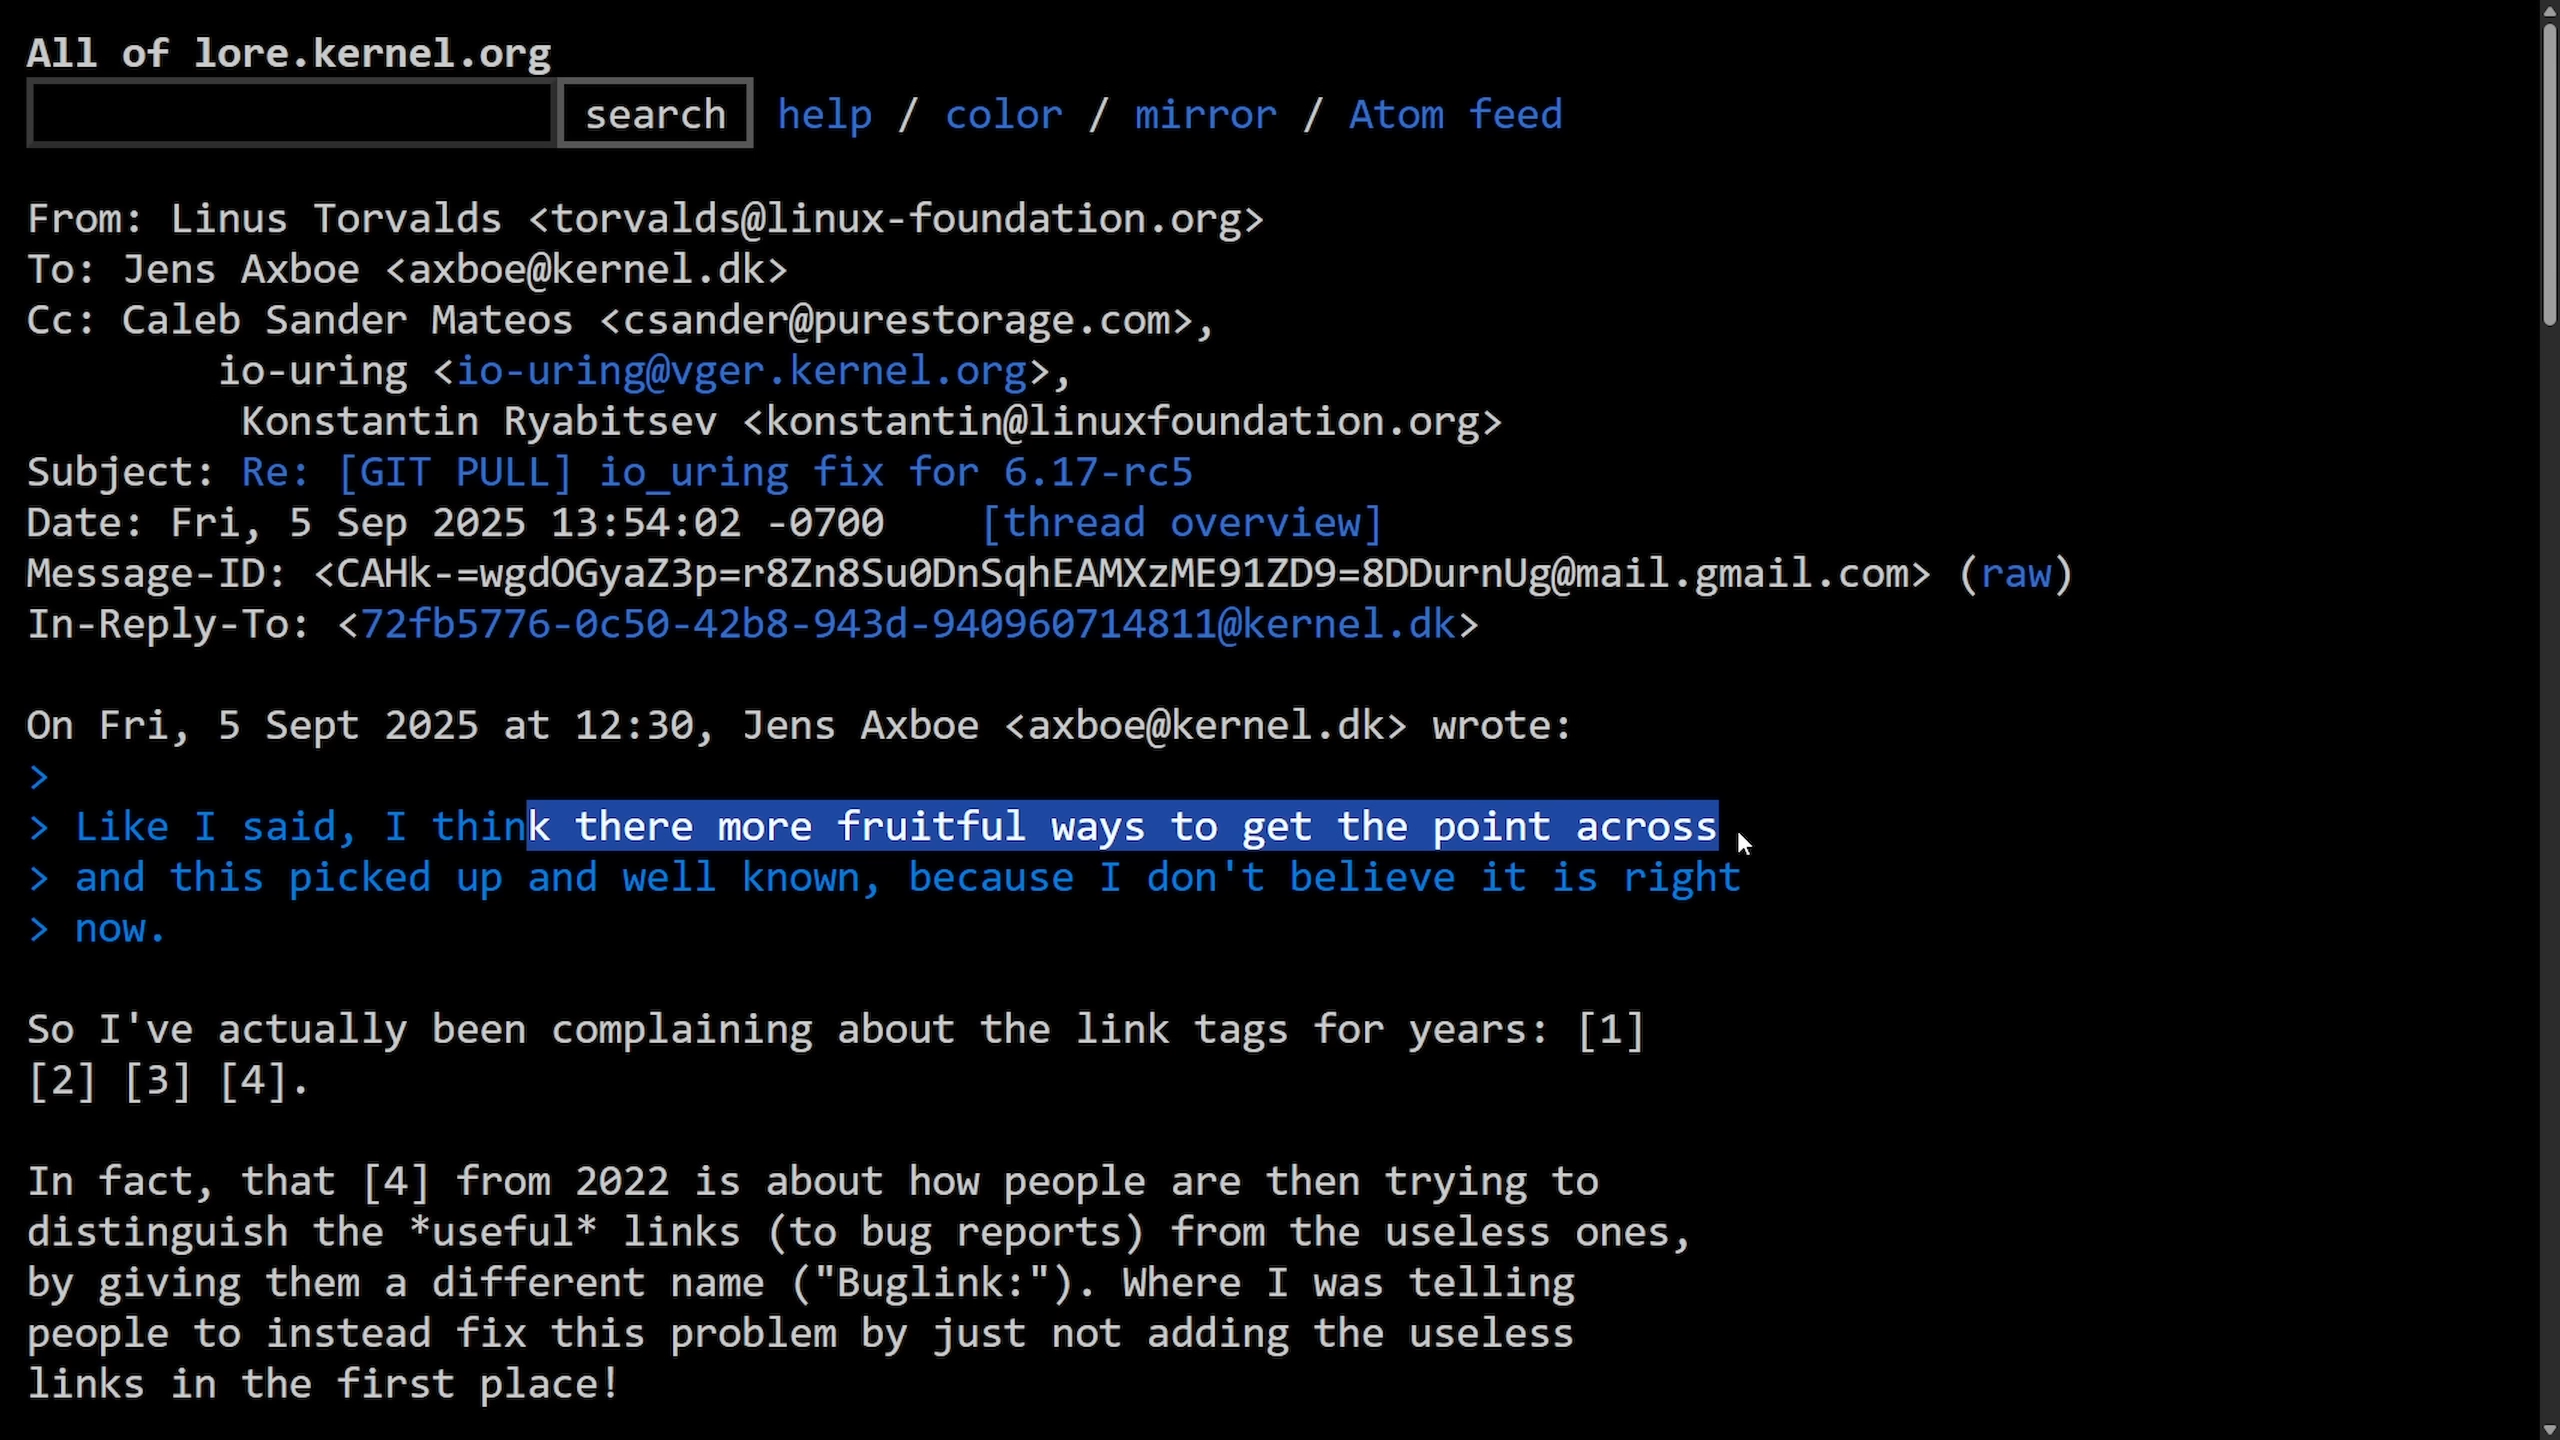 All of lore.kernel.org
search help / color / mirror / Atom feed
From: Linus Torvalds <torvalds@linux-foundation.org>
To: Jens Axboe <axboe@kernel.dk>
Cc: Caleb Sander Mateos <csander@purestorage.com>,
io-uring <io-uring@vger.kernel.org>,
Konstantin Ryabitsev <konstantin@linuxfoundation.org>
Subject: Re: [GIT PULL] io_uring fix for 6.17-rc5
Date: Fri, 5 Sep 2025 13:54:02 -0700 [thread overview]
Message-ID: <CAHk-=wgdOGyaZ3p=r8Zn8Su0DnSqhEAMXzME91ZD9=8DDurnUg@mail.gmail.com> (raw)
In-Reply-To: <72fb5776-0c50-42b8-943d-940960714811@kernel.dk>
On Fri, 5 Sept 2025 at 12:30, Jens Axboe <axboe@kernel.dk> wrote:
>
> Like I said, I think there more fruitful ways to get the point across
> and this picked up and well known, because I don't believe it is right
> now.
So I've actually been complaining about the link tags for years: [1]
[2] [3] [4].
In fact, that [4] from 2022 is about how people are then trying to
distinguish the *useful* links (to bug reports) from the useless ones,
by giving them a different name ("Buglink:"). Where I was telling
people to instead fix this problem by just not adding the useless
links in the first place!